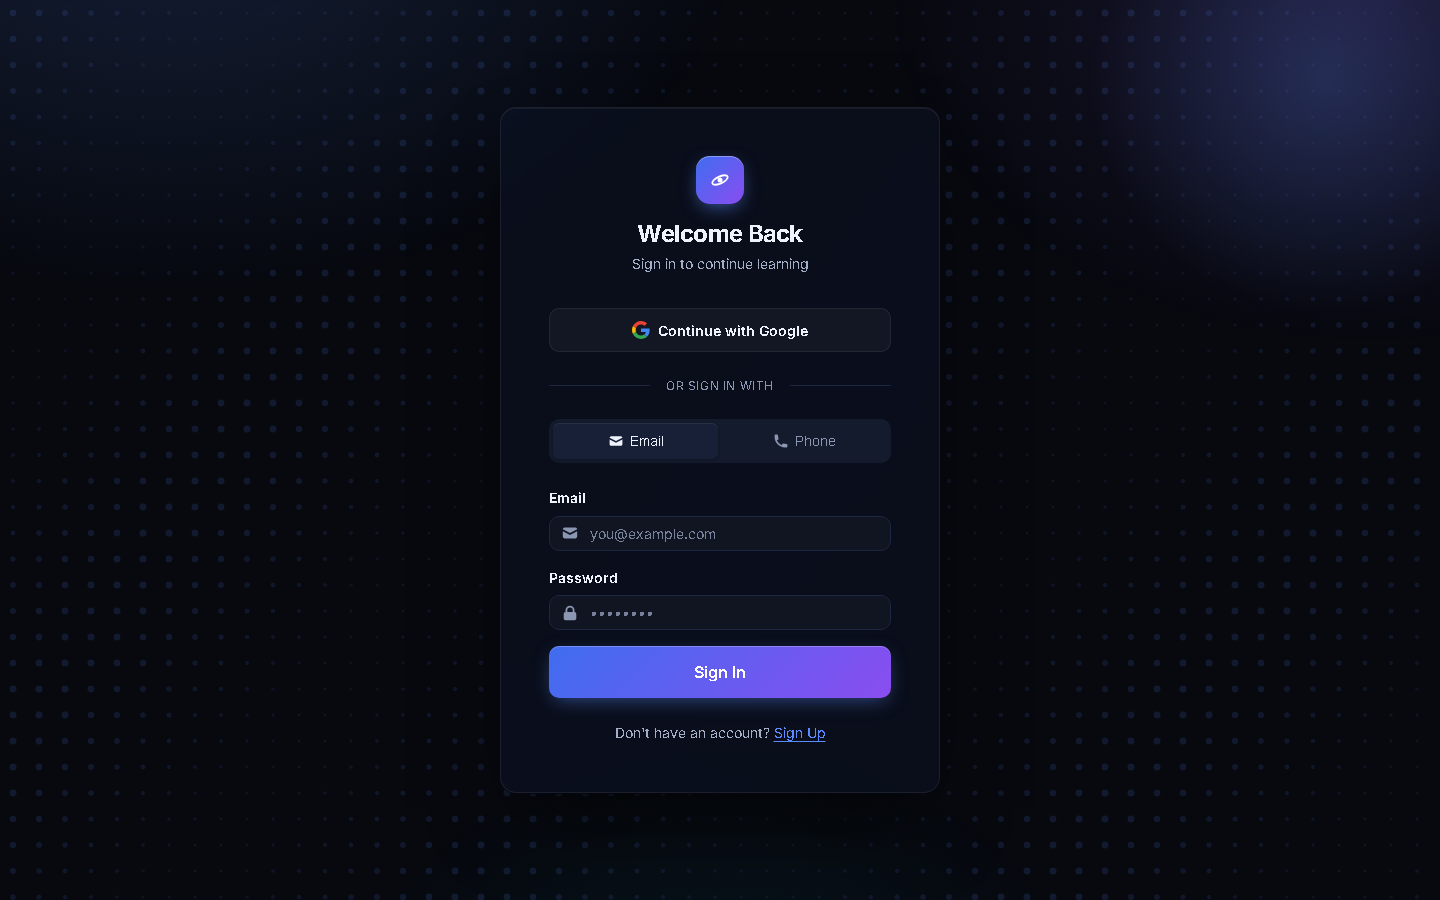 Welcome Back
Sign in to continue learning
Continue with Google
OR SIGN IN WITH
Email
Phone
Email
you@example.com
Password
••••••••
Sign In
Don't have an account? Sign Up